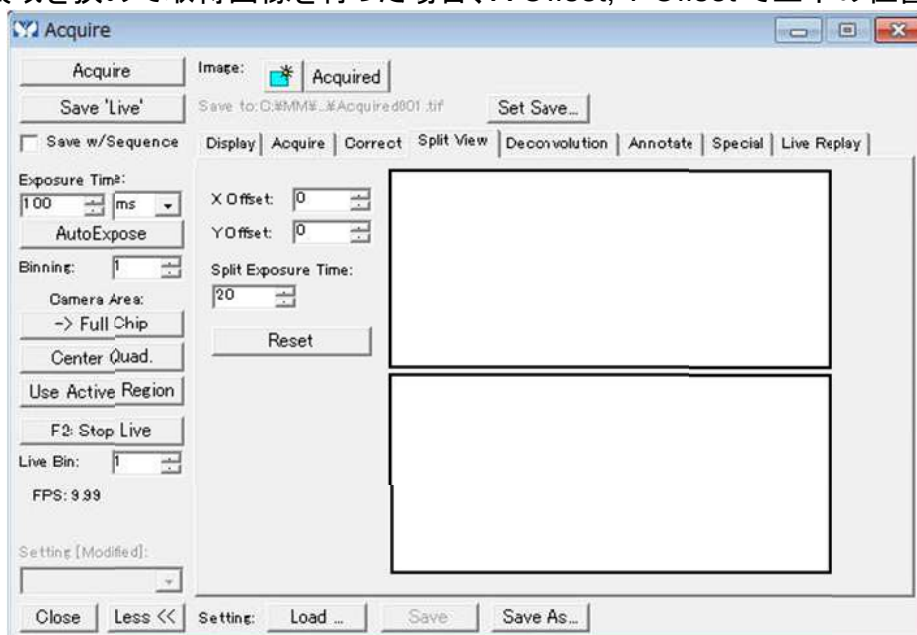 Acquire
Acquire
Image:
Acquired
Save 'Live'
Save to:C:¥MM¥_¥Acquired001.tif
Set Save...
Save w/Sequence
Display
Acquire
Correct
Split View
Deconvolution
Annotate
Special
Live Replay
Exposure Time:
100
ms
X Offset:
0
AutoExpose
Y Offset:
0
Binning:
1
Split Exposure Time:
Camera Area:
20
-> Full Chip
Reset
Center Quad.
Use Active Region
F2: Stop Live
Live Bin:
1
FPS: 9.99
Setting [Modified]:
Close
Less <<
Setting:
Load ...
Save
Save As...